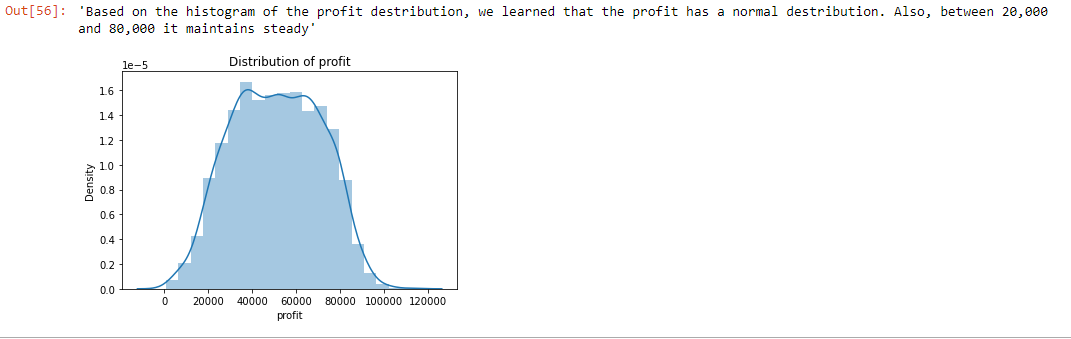 Out[56]: 'Based on the histogram of the profit destribution, we learned that the profit has a normal destribution. Also, between 20,000
and 80,000 it maintains steady'
1e−5
Distribution of profit
1.6
1.4
1.2
1.0
0.8
0.6
0.4
0.2
0.0
Density
0 20000 40000 60000 80000 100000 120000
profit